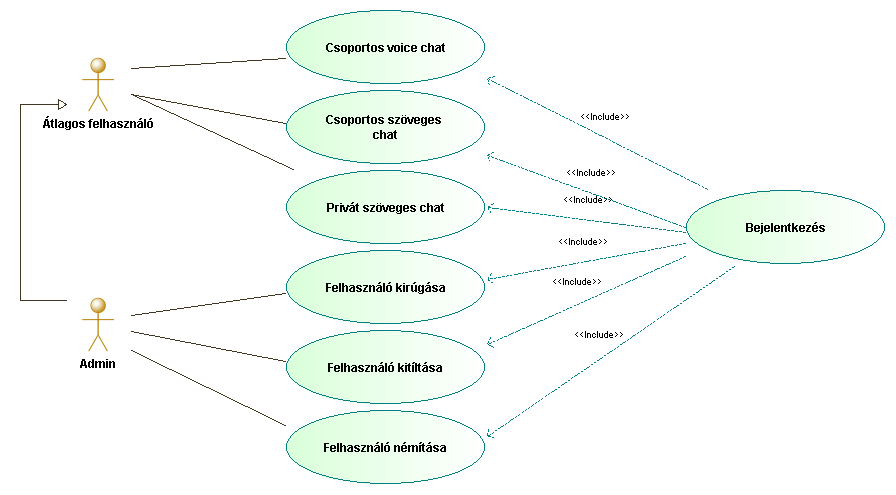 Csoportos voice chat
Átlagos felhasználó
Csoportos szöveges
chat
<<Include>>
<<Include>>
Privát szöveges chat
<<Include>>
Bejelentkezés
<<Include>>
Felhasználó kirúgása
<<Include>>
Admin
<<Include>>
Felhasználó kitíltása
Felhasználó némítása